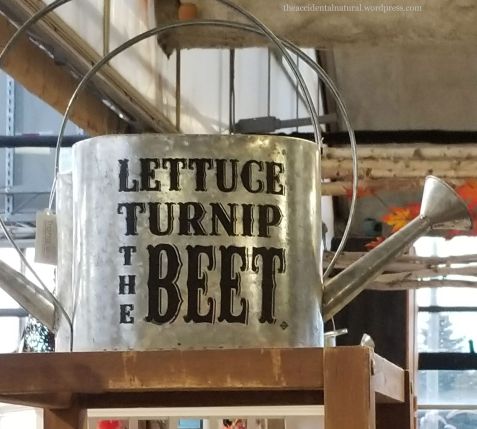 theaccidentalnatural.wordpress.com
LETTUCE
TURNIP
THE BEET